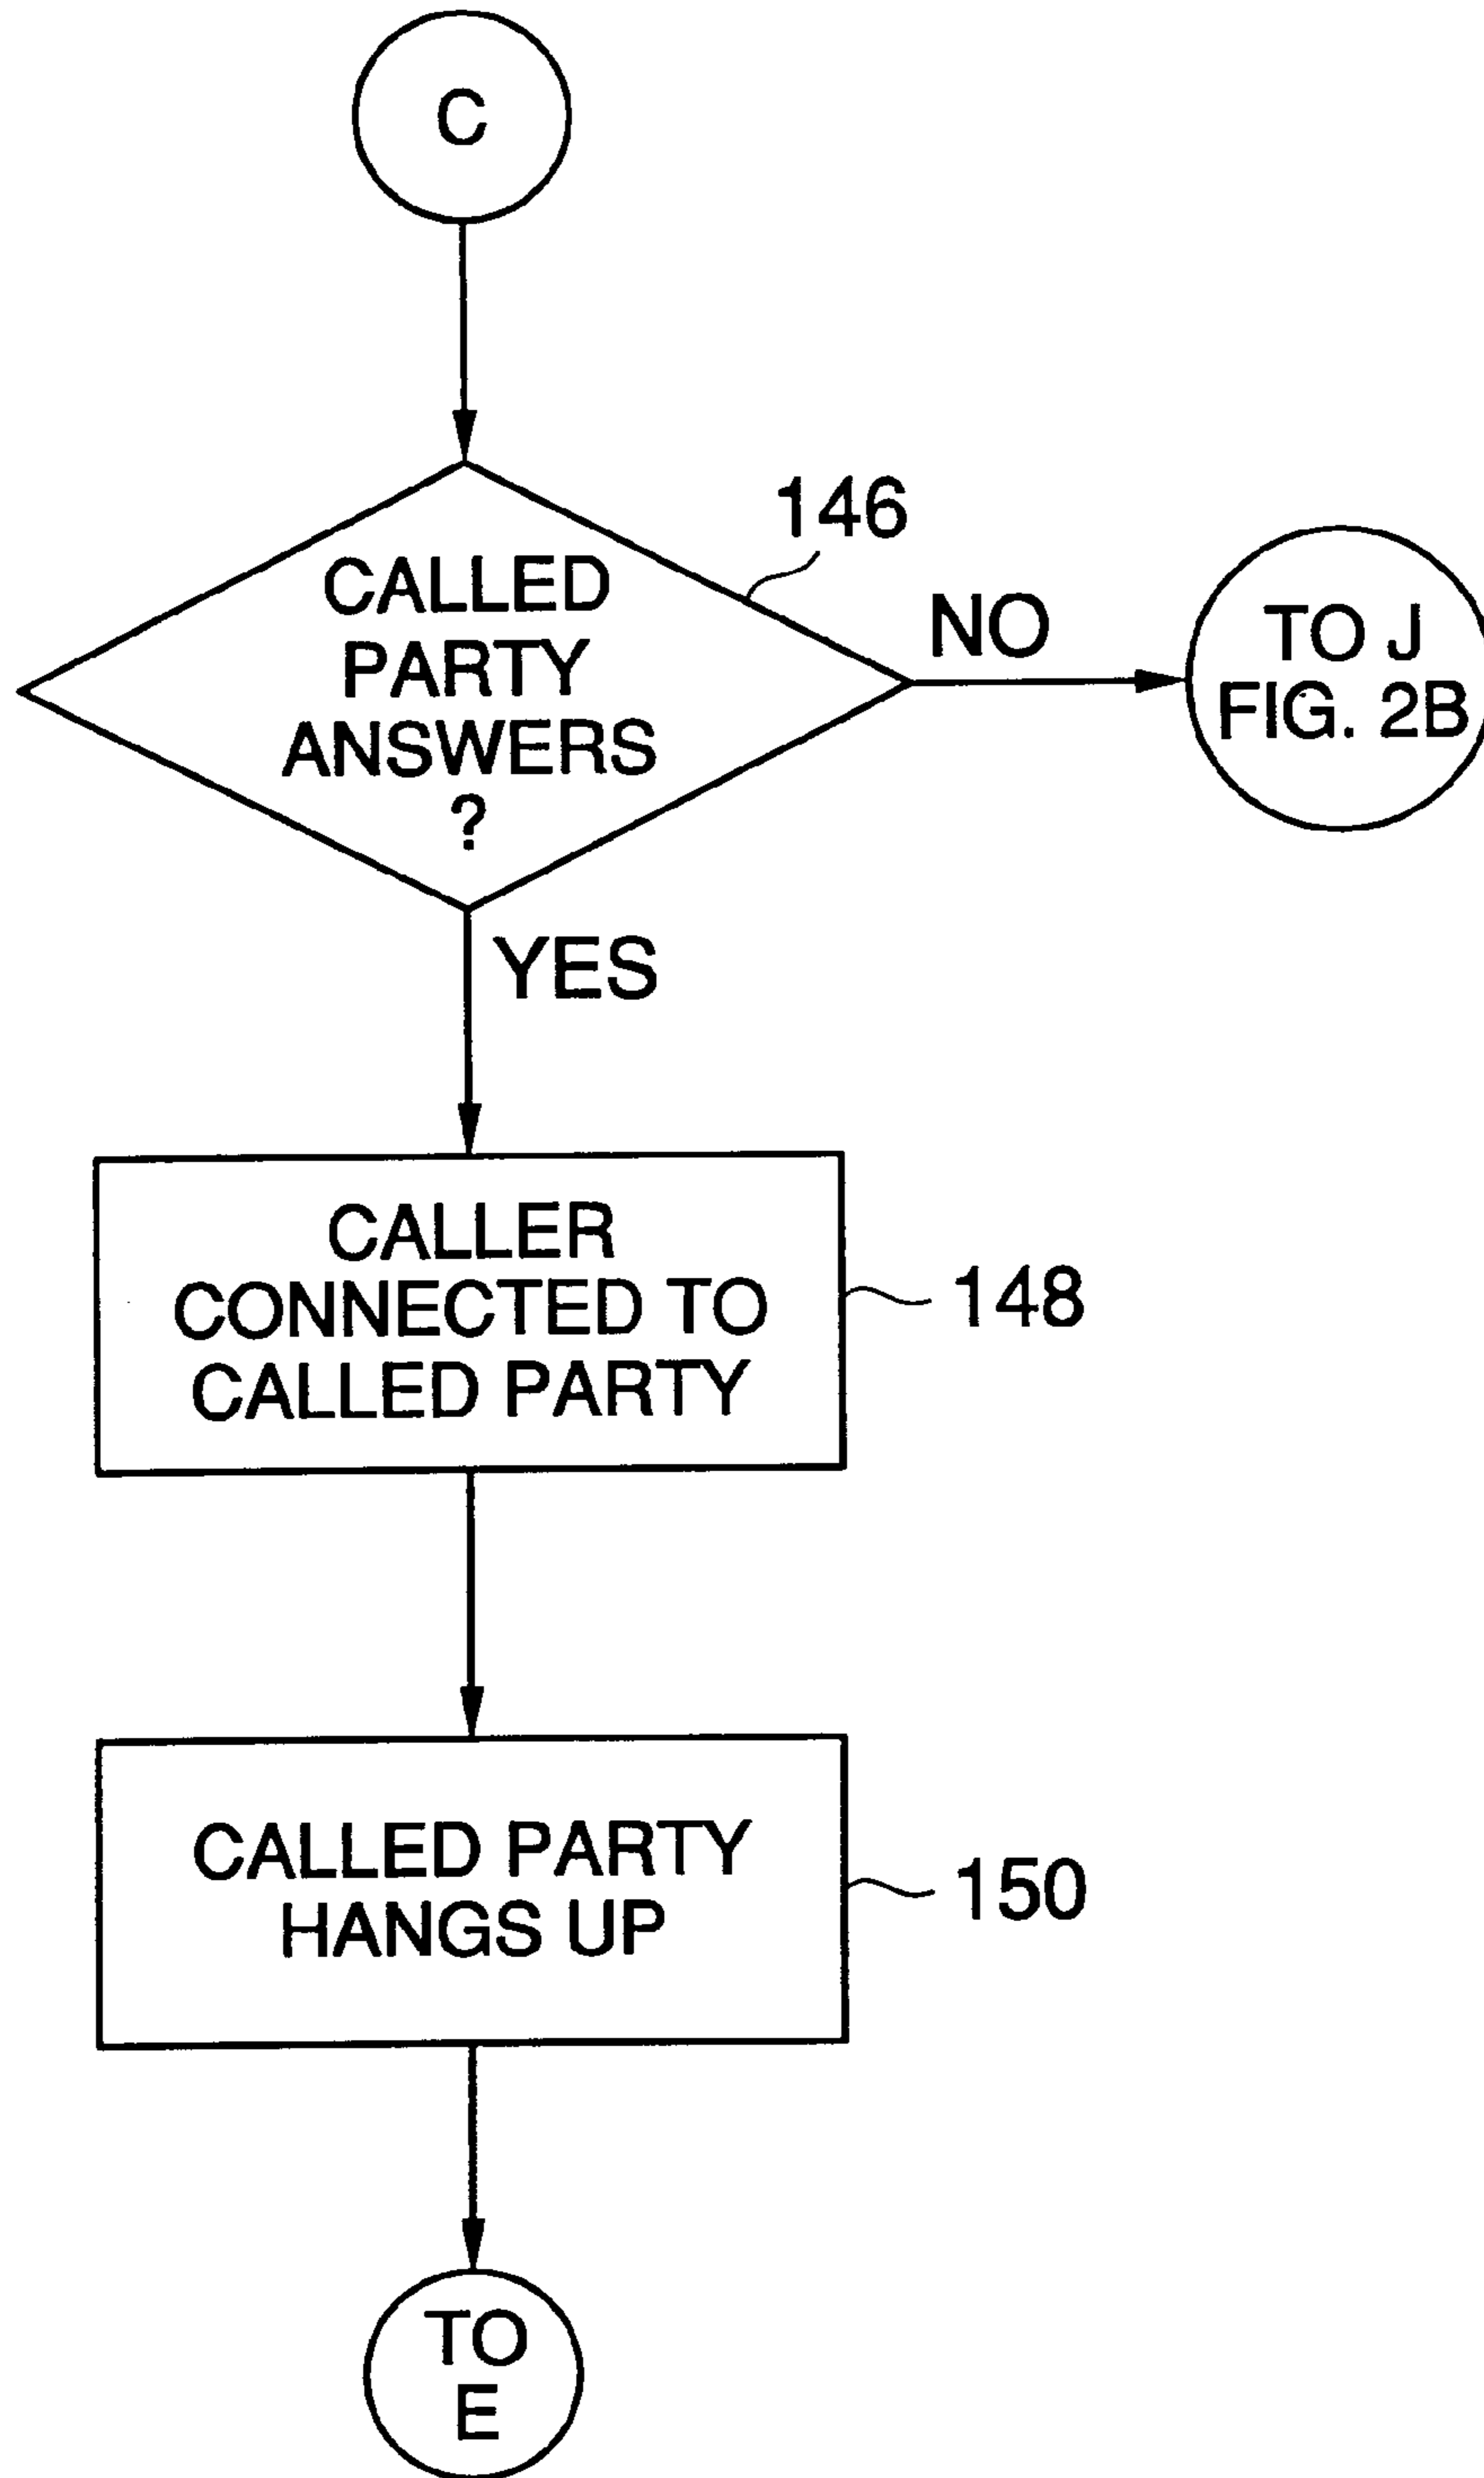 C
146
CALLED
PARTY
ANSWERS
?
NO
TO J
FIG. 2B
YES
CALLER
CONNECTED TO
CALLED PARTY
148
CALLED PARTY
HANGS UP
150
TO
E